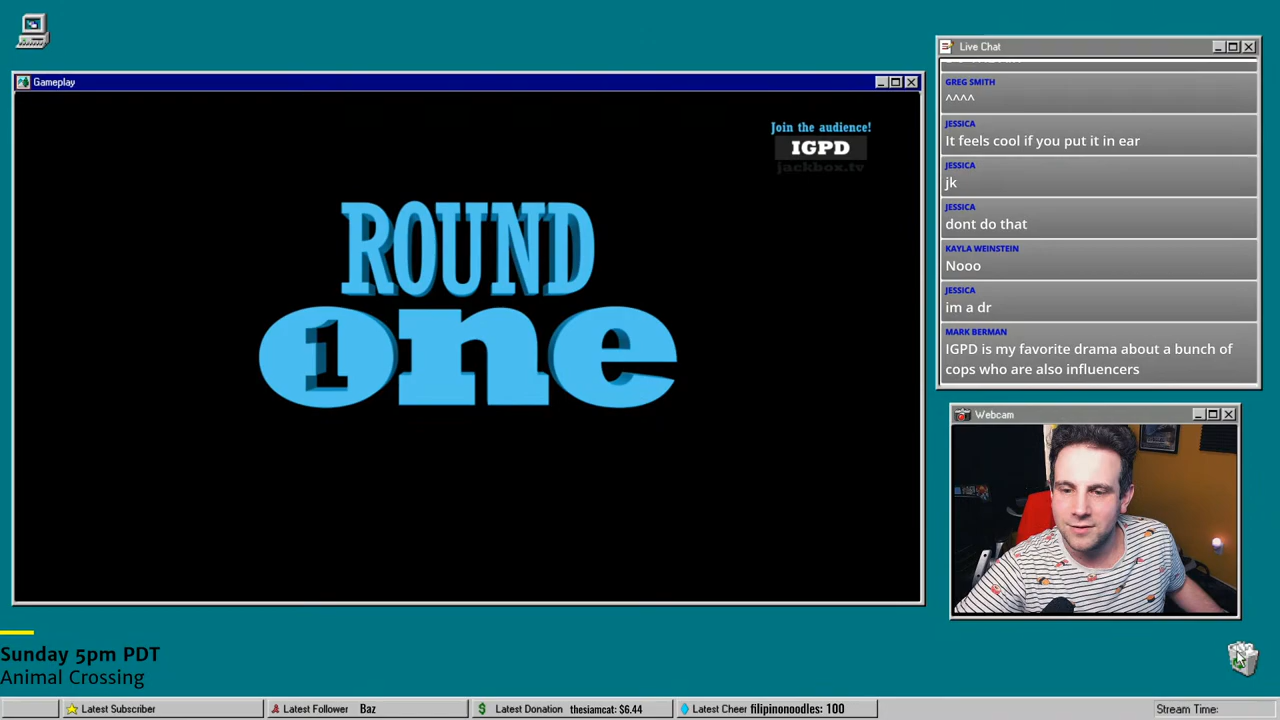 Gameplay
Join the audience!
IGPD
jackbox.tv
ROUND
one
1
Live Chat
GREG SMITH
^^^^
JESSICA
It feels cool if you put it in ear
JESSICA
jk
JESSICA
dont do that
KAYLA WEINSTEIN
Nooo
JESSICA
im a dr
MARK BERMAN
IGPD is my favorite drama about a bunch of
cops who are also influencers
Webcam
Sunday 5pm PDT
Animal Crossing
Latest Subscriber
Latest Follower Baz
Latest Donation thesiamcat: $6.44
Latest Cheer filipinonoodles: 100
Stream Time: